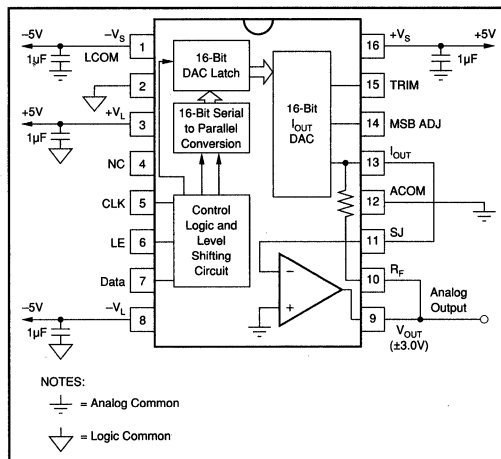 –5V
–V_S
1µF
LCOM
1
2
+5V
+V_L
3
1µF
NC
4
CLK
5
LE
6
Data
7
–5V
–V_L
8
1µF
16-Bit
DAC Latch
16-Bit Serial
to Parallel
Conversion
Control
Logic and
Level
Shifting
Circuit
16-Bit
I_OUT
DAC
–
+
16
+V_S
+5V
1µF
15
TRIM
14
MSB ADJ
13
I_OUT
12
ACOM
11
SJ
10
R_F
9
V_OUT
(±3.0V)
Analog
Output
NOTES:
= Analog Common
= Logic Common